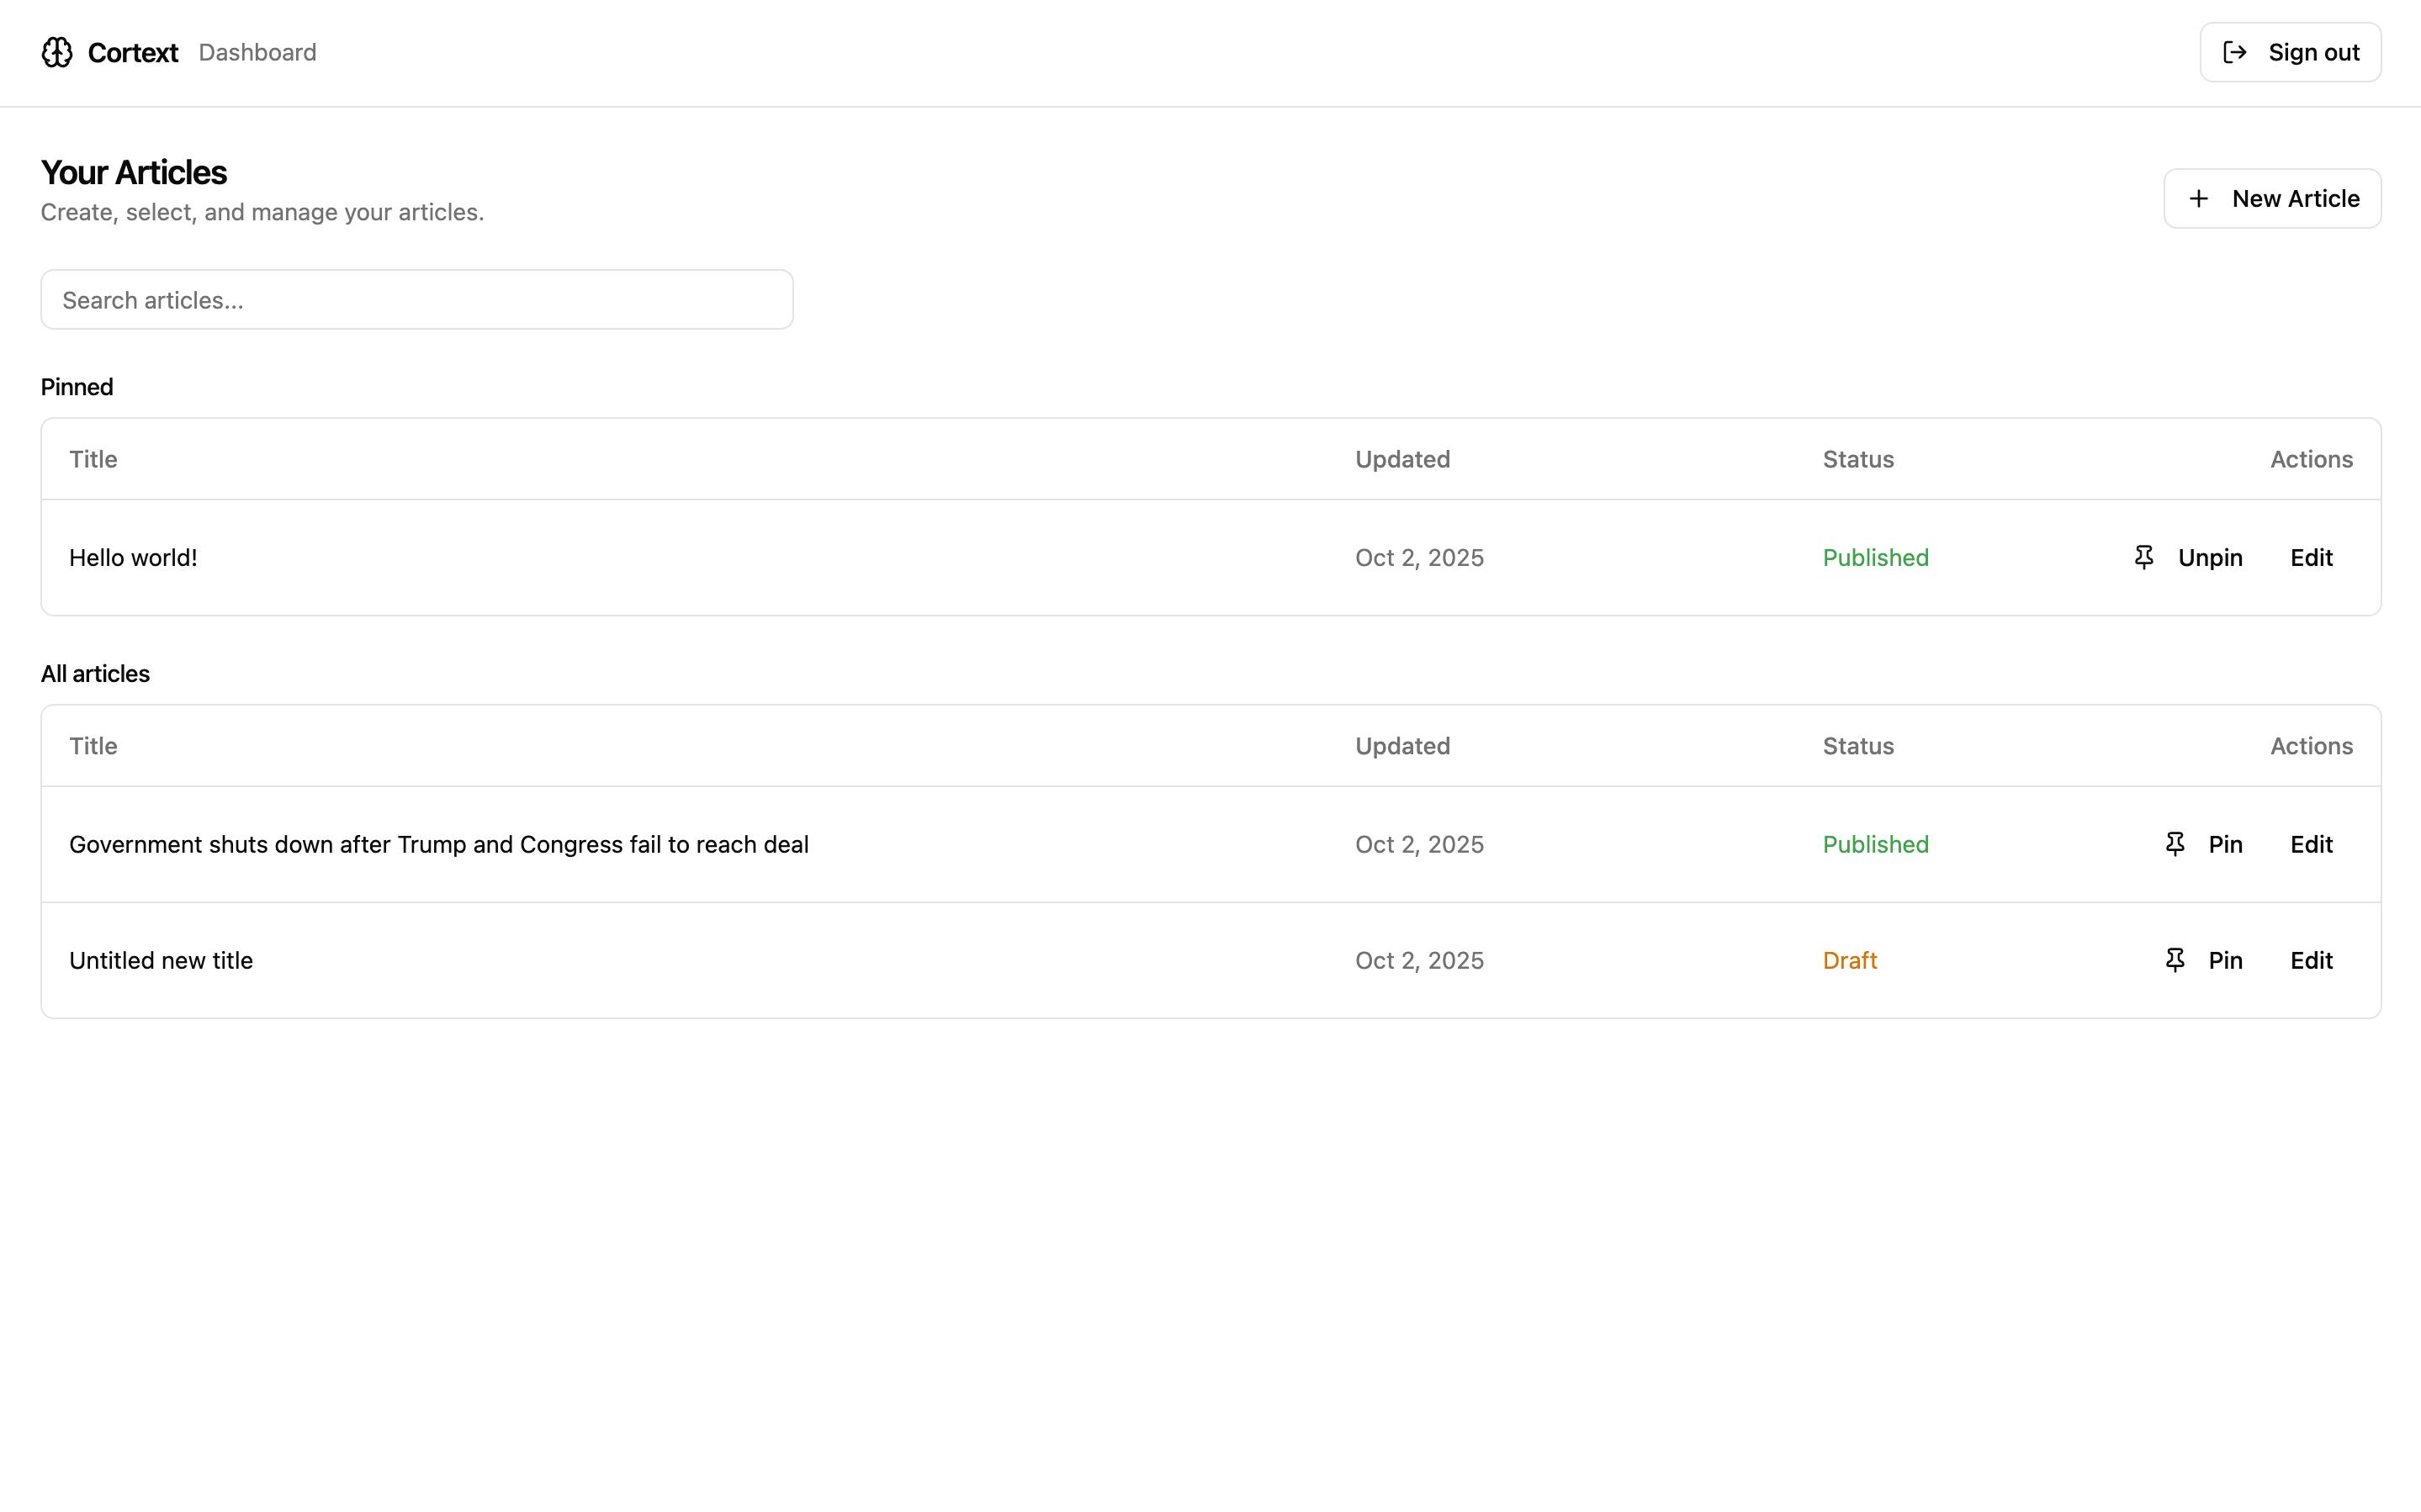 Cortext Dashboard Sign out
Your Articles
Create, select, and manage your articles.
New Article
Search articles...
Pinned
Title Updated Status Actions
Hello world! Oct 2, 2025 Published Unpin Edit
All articles
Title Updated Status Actions
Government shuts down after Trump and Congress fail to reach deal Oct 2, 2025 Published Pin Edit
Untitled new title Oct 2, 2025 Draft Pin Edit